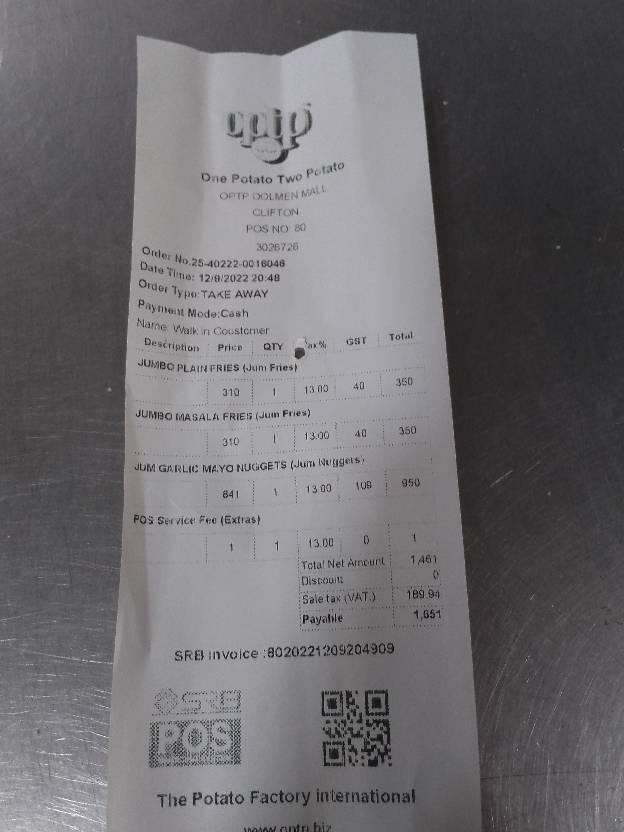 optp
One Potato Two Potato
OPTP DOLMEN MALL
CLIFTON
POS NO: 80
3026726
Order No.25-40222-0016046
Date Time: 12/9/2022 20:48
Order Type:TAKE AWAY
Payment Mode:Cash
Name: Walk in Coustomer
Description Price QTY Tax% GST Total
JUMBO PLAIN FRIES (Jum Fries)
310 1 13.00 40 350
JUMBO MASALA FRIES (Jum Fries)
310 1 13.00 40 350
JUM GARLIC MAYO NUGGETS (Jum Nuggets)
841 1 13.00 109 950
POS Service Fee (Extras)
1 1 13.00 0 1
Total Net Amount 1,461
Discount 0
Sale tax (VAT.) 189.94
Payable 1,651
SRB Invoice :8020221209204909
SRB
POS
The Potato Factory international
www.optp.biz